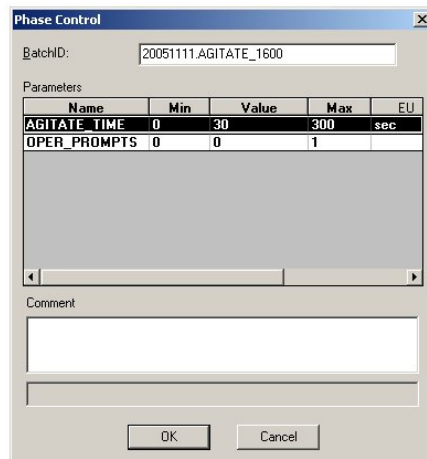 Phase Control
BatchID: 20051111.AGITATE_1600
Parameters
Name Min Value Max EU
AGITATE_TIME 0 30 300 sec
OPER_PROMPTS 0 0 1
Comment
OK Cancel